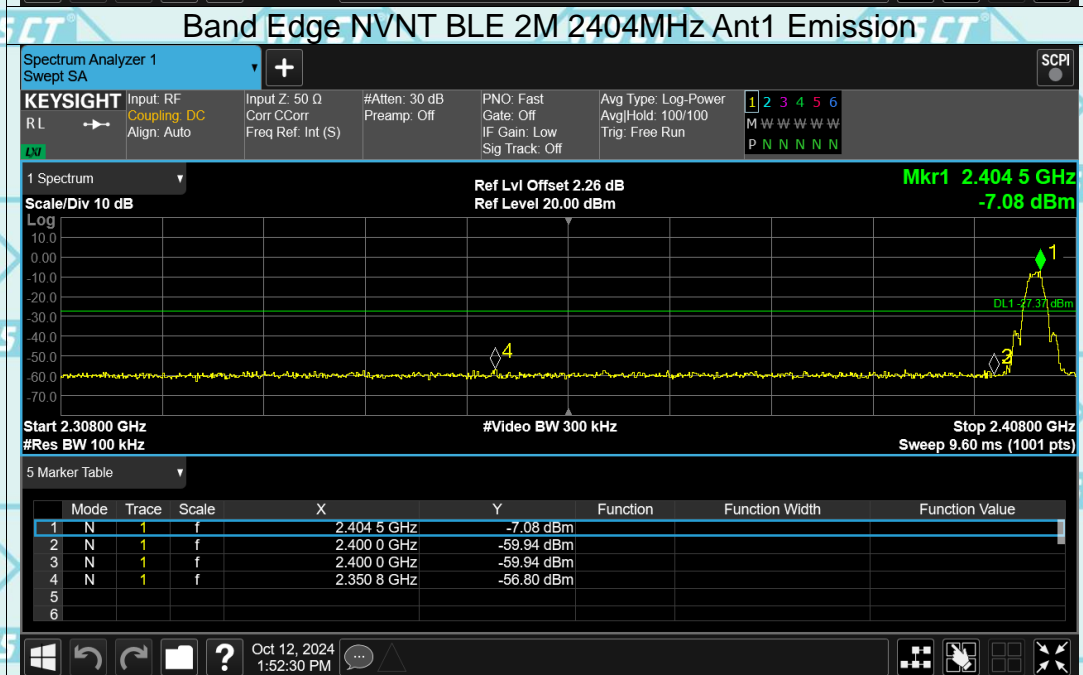 Band Edge NVNT BLE 2M 2404MHz Ant1 Emission
Spectrum Analyzer 1
Swept SA
+
SCPI
KEYSIGHT
R L
LXI
Input: RF
Coupling: DC
Align: Auto
Input Z: 50 Ω
Corr CCorr
Freq Ref: Int (S)
#Atten: 30 dB
Preamp: Off
PNO: Fast
Gate: Off
IF Gain: Low
Sig Track: Off
Avg Type: Log-Power
Avg|Hold: 100/100
Trig: Free Run
1 2 3 4 5 6
M W W W W W
P N N N N N
1 Spectrum
Scale/Div 10 dB
Ref Lvl Offset 2.26 dB
Ref Level 20.00 dBm
Mkr1 2.404 5 GHz
-7.08 dBm
Log
10.0
0.00
-10.0
-20.0
-30.0
-40.0
-50.0
-60.0
-70.0
1
DL1 -27.37 dBm
4
Start 2.30800 GHz
#Res BW 100 kHz
#Video BW 300 kHz
Stop 2.40800 GHz
Sweep 9.60 ms (1001 pts)
5 Marker Table
Mode Trace Scale X Y Function Function Width Function Value
1 N 1 f 2.404 5 GHz -7.08 dBm
2 N 1 f 2.400 0 GHz -59.94 dBm
3 N 1 f 2.400 0 GHz -59.94 dBm
4 N 1 f 2.350 8 GHz -56.80 dBm
5
6
?
Oct 12, 2024
1:52:30 PM